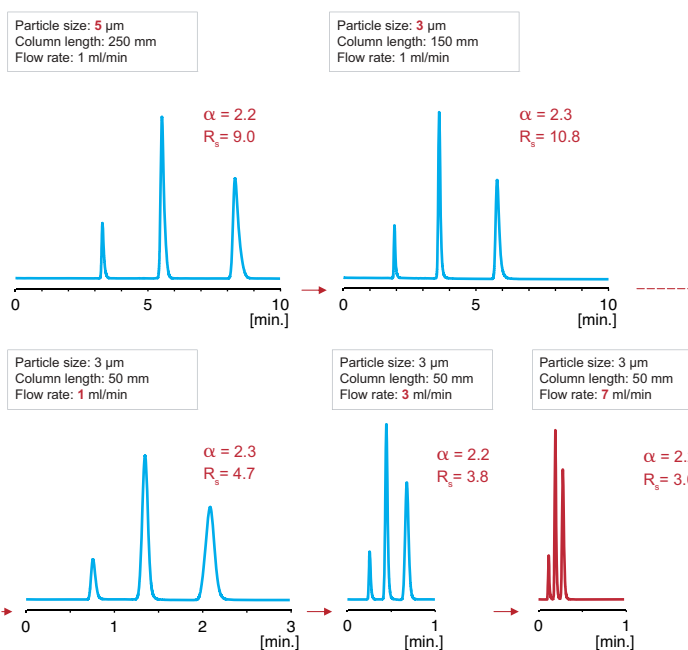 Particle size: 5 µm
Column length: 250 mm
Flow rate: 1 ml/min
Particle size: 3 µm
Column length: 150 mm
Flow rate: 1 ml/min
α = 2.2
Rs= 9.0
α = 2.3
Rs= 10.8
0 5 10
[min.]
0 5 10
[min.]
Particle size: 3 µm
Column length: 50 mm
Flow rate: 1 ml/min
Particle size: 3 µm
Column length: 50 mm
Flow rate: 3 ml/min
Particle size: 3 µm
Column length: 50 mm
Flow rate: 7 ml/min
α = 2.3
Rs= 4.7
α = 2.2
Rs= 3.8
α = 2.
Rs= 3.
0 1 2 3
[min.]
0 1
[min.]
0 1
[min.]